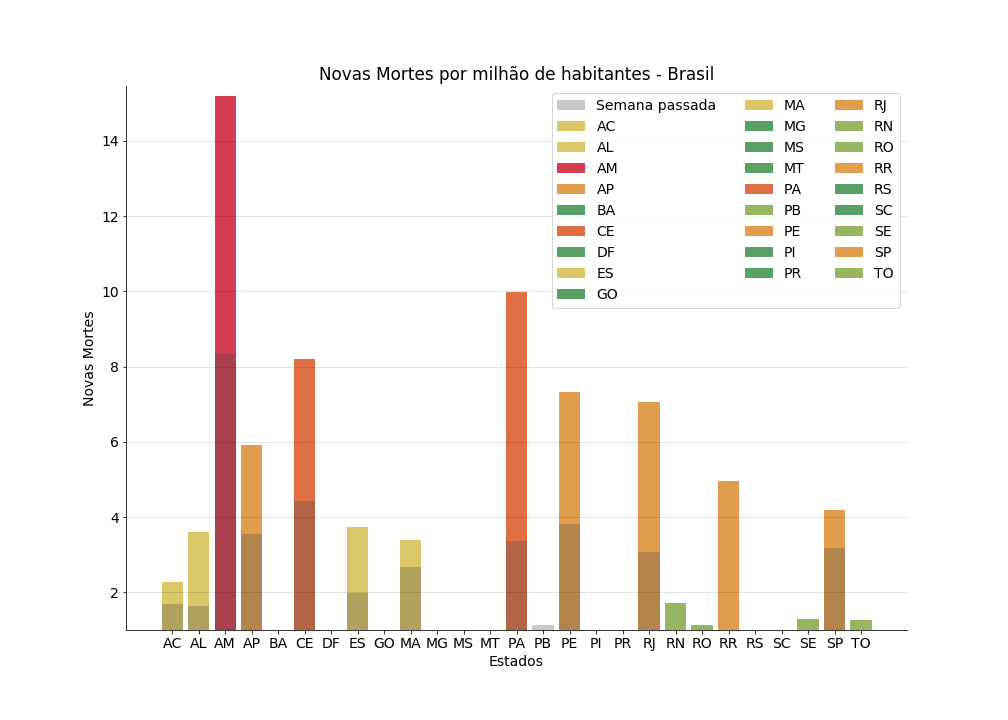 Novas Mortes por milhão de habitantes - Brasil
Semana passada
AC
AL
AM
AP
BA
CE
DF
ES
GO
MA
MG
MS
MT
PA
PB
PE
PI
PR
RJ
RN
RO
RR
RS
SC
SE
SP
TO
14
12
10
8
6
4
2
Novas Mortes
AC AL AM AP BA CE DF ES GO MA MG MS MT PA PB PE PI PR RJ RN RO RR RS SC SE SP TO
Estados